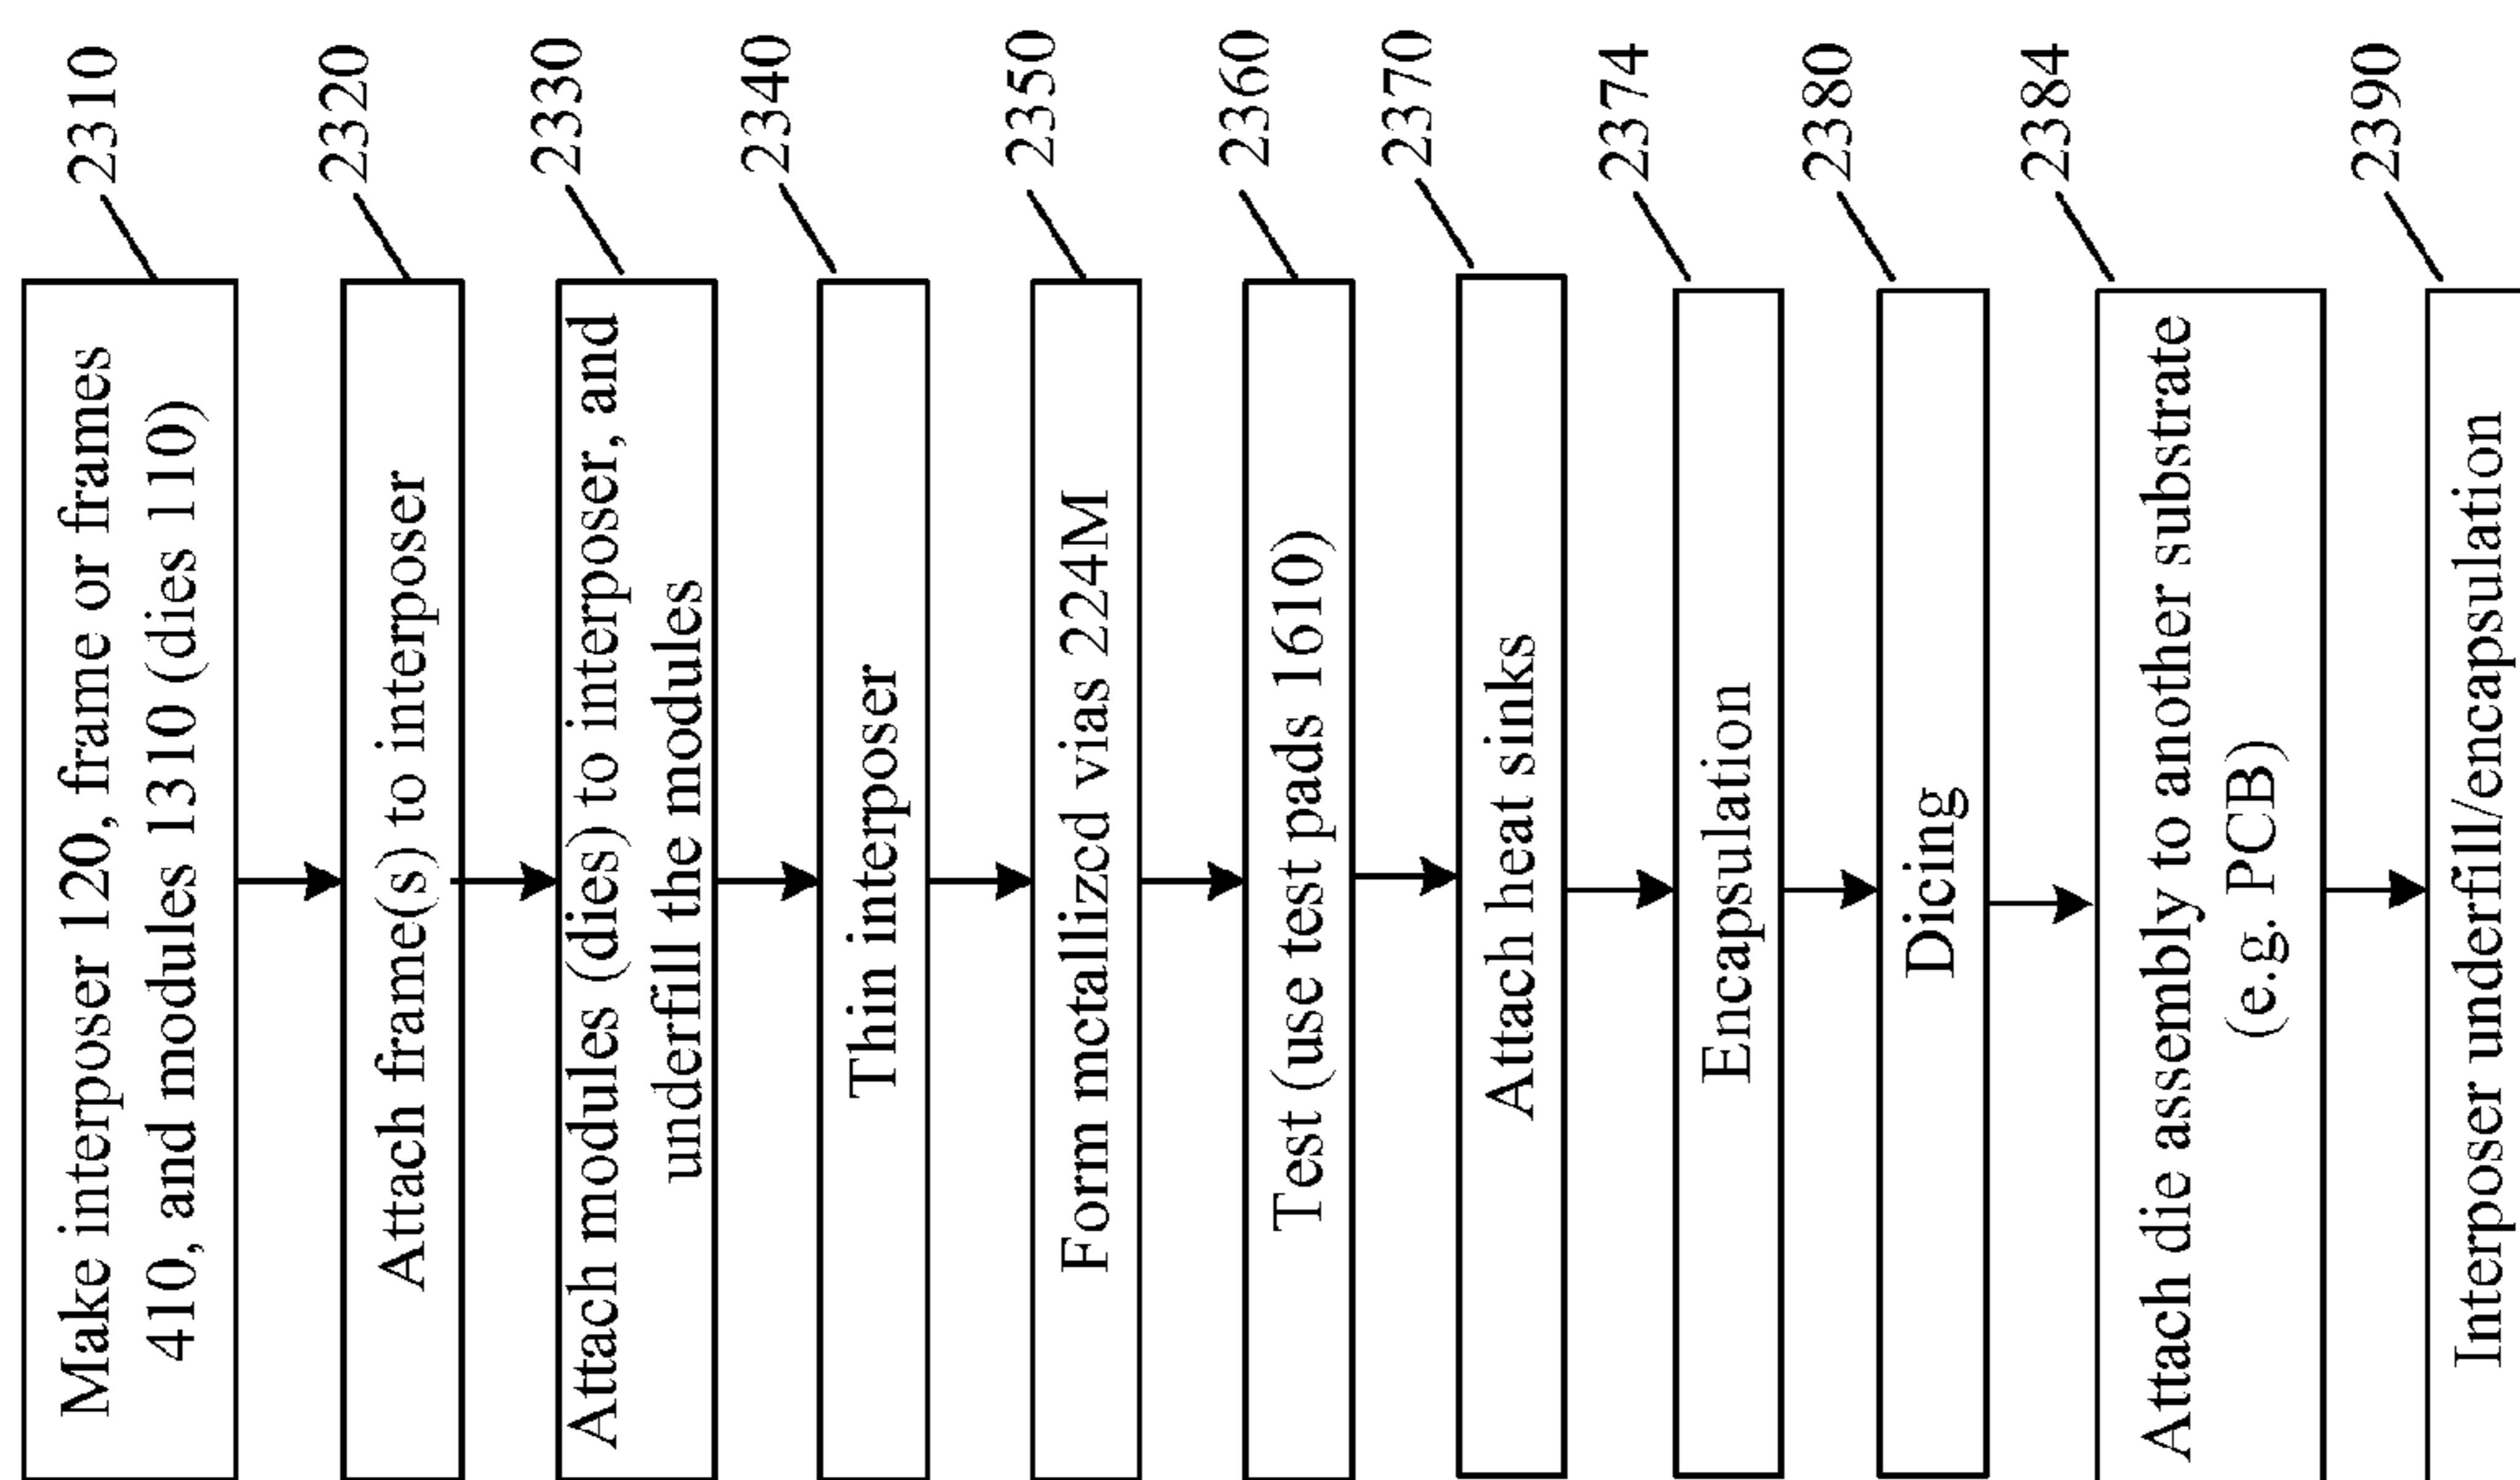 Make interposer 120, frame or frames
410, and modules 1310 (dies 110)
2310
Attach frame(s) to interposer
2320
Attach modules (dies) to interposer, and
underfill the modules
2330
Thin interposer
2340
Form metallized vias 224M
2350
Test (use test pads 1610)
2360
Attach heat sinks
2370
Encapsulation
2374
Dicing
2380
Attach die assembly to another substrate
(e.g. PCB)
2384
Interposer underfill/encapsulation
2390